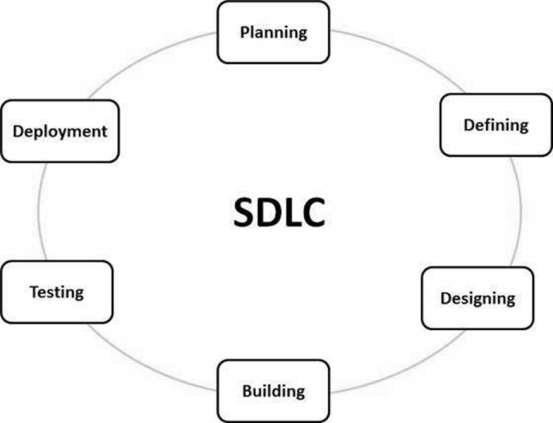 Planning
Defining
Designing
Building
Testing
Deployment
SDLC